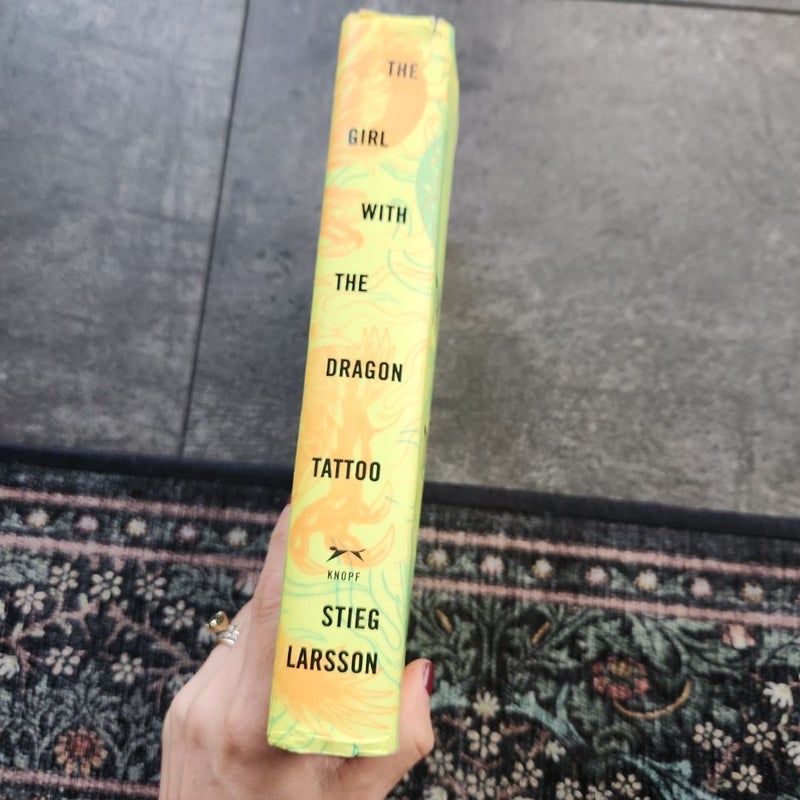 THE
GIRL
WITH
THE
DRAGON
TATTOO
KNOPF
STIEG
LARSSON